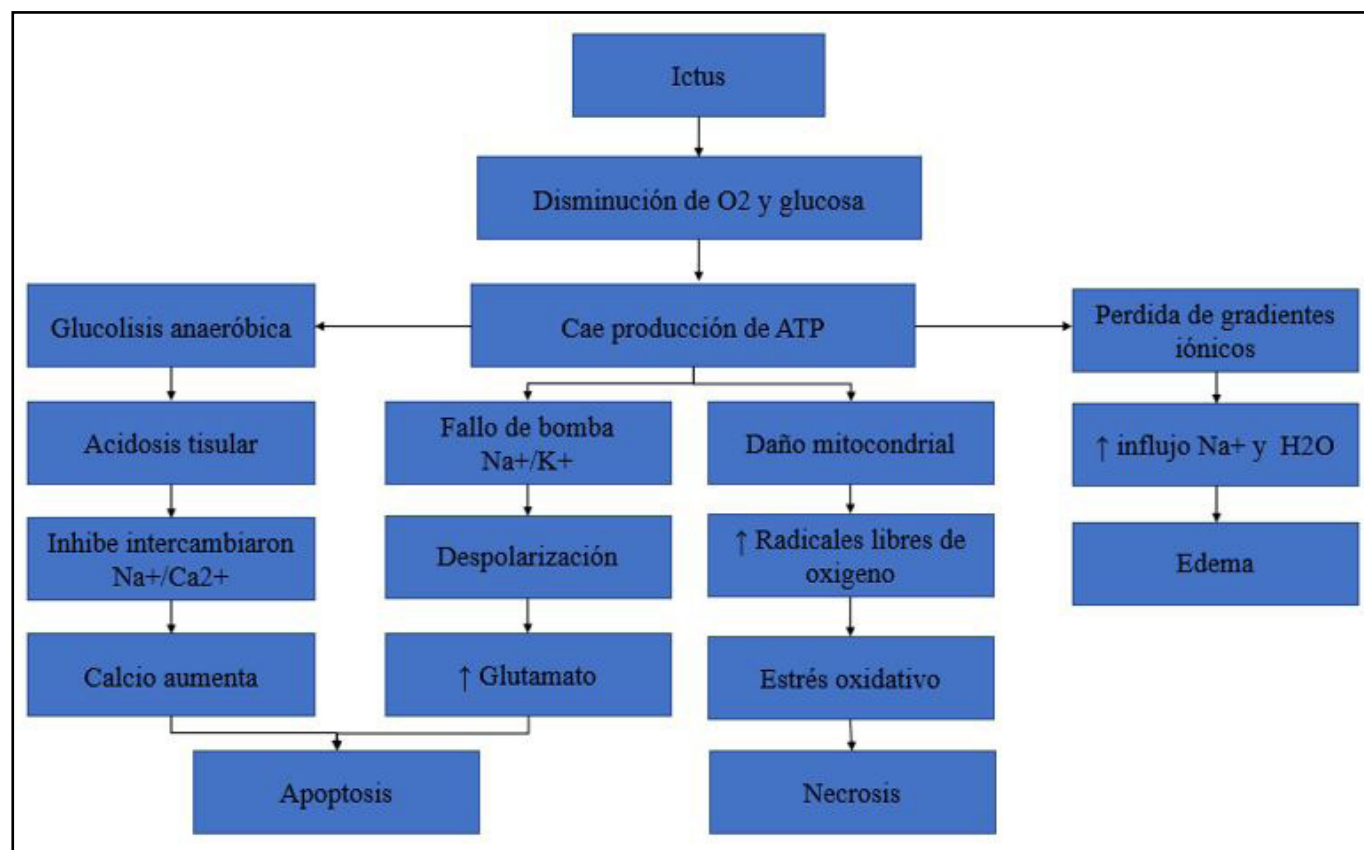 Ictus
Disminución de O2 y glucosa
Glucolisis anaeróbica
Cae producción de ATP
Perdida de gradientes
iónicos
Acidosis tisular
Fallo de bomba
Na+/K+
Daño mitocondrial
↑ influjo Na+ y H2O
Inhibe intercambiaron
Na+/Ca2+
Despolarización
↑ Radicales libres de
oxigeno
Edema
Calcio aumenta
↑ Glutamato
Estrés oxidativo
Apoptosis
Necrosis